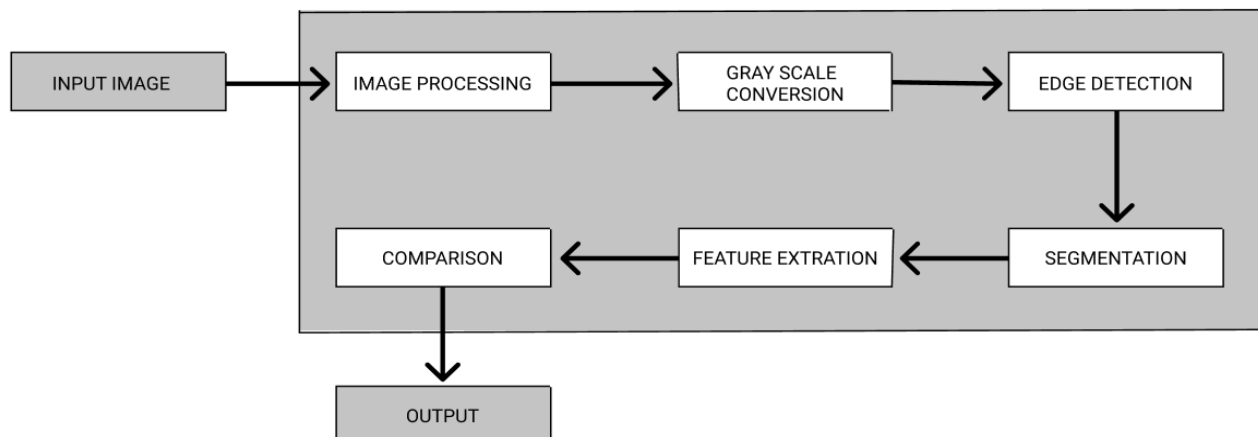 INPUT IMAGE
IMAGE PROCESSING
GRAY SCALE
CONVERSION
EDGE DETECTION
COMPARISON
FEATURE EXTRATION
SEGMENTATION
OUTPUT